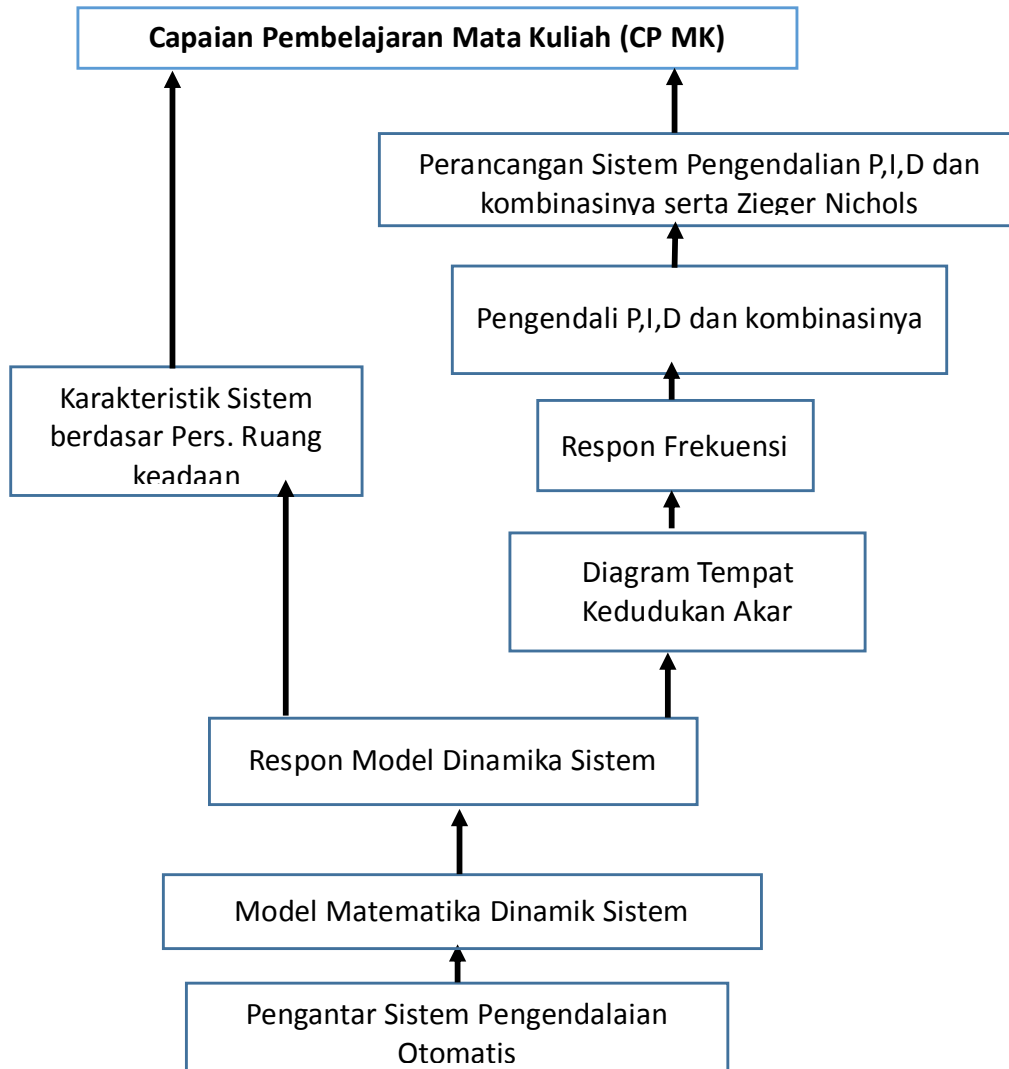 Capaian Pembelajaran Mata Kuliah (CP MK)
Perancangan Sistem Pengendalian P,I,D dan
kombinasinya serta Zieger Nichols
Pengendali P,I,D dan kombinasinya
Karakteristik Sistem
berdasar Pers. Ruang
keadaan
Respon Frekuensi
Diagram Tempat
Kedudukan Akar
Respon Model Dinamika Sistem
Model Matematika Dinamik Sistem
Pengantar Sistem Pengendalaian
Otomatis